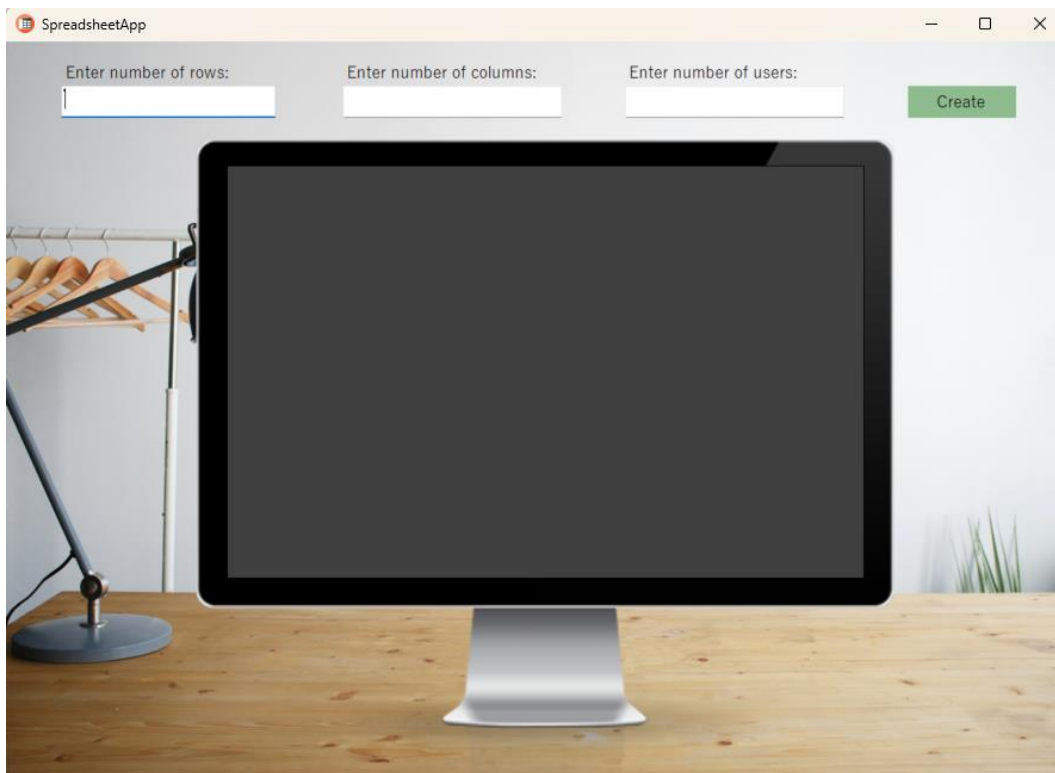 SpreadsheetApp
Enter number of rows:
Enter number of columns:
Enter number of users:
Create